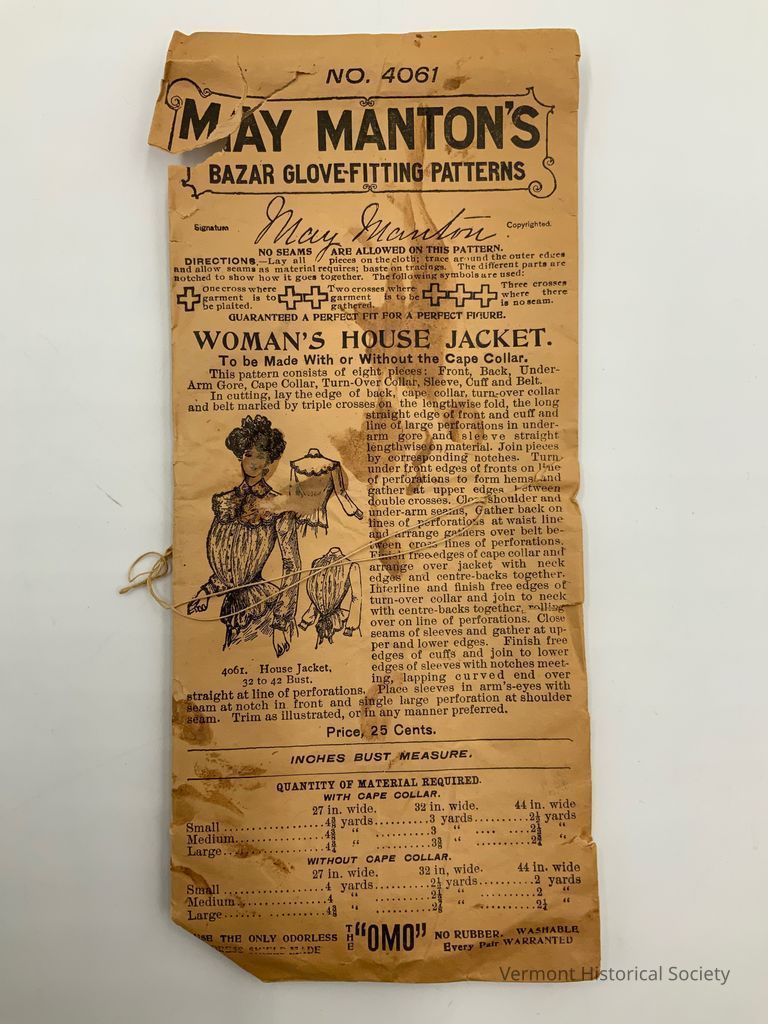 NO. 4061
MAY MANTON'S
BAZAR GLOVE-FITTING PATTERNS
Signature May Manton Copyrighted.
NO SEAMS ARE ALLOWED ON THIS PATTERN.
DIRECTIONS.—Lay all pieces on the cloth; trace around the outer edges
and allow seams as material requires; baste on tracings. The different parts are
notched to show how it goes together. The following symbols are used:
One cross where garment is to be plaited.
Two crosses where garment is to be gathered.
Three crosses where there is no seam.
GUARANTEED A PERFECT FIT FOR A PERFECT FIGURE.
WOMAN'S HOUSE JACKET.
To be Made With or Without the Cape Collar.
This pattern consists of eight pieces: Front, Back, Under-
Arm Gore, Cape Collar, Turn-Over Collar, Sleeve, Cuff and Belt.
In cutting, lay the edge of back, cape collar, turn-over collar
and belt marked by triple crosses on the lengthwise fold, the long
straight edge of front and cuff and
line of large perforations in under-
arm gore and sleeve straight
lengthwise on material. Join pieces
by corresponding notches. Turn
under front edges of fronts on line
of perforations to form hems and
gather at upper edges between
double crosses. Close shoulder and
under-arm seams, Gather back on
lines of perforations at waist line
and arrange gathers over belt be-
tween cross lines of perforations.
Finish free edges of cape collar and
arrange over jacket with neck
edges and centre-backs together.
Interline and finish free edges of
turn-over collar and join to neck
with centre-backs together, rolling
over on line of perforations. Close
seams of sleeves and gather at up-
per and lower edges. Finish free
edges of cuffs and join to lower
edges of sleeves with notches meet-
ing, lapping curved end over
4061. House Jacket,
32 to 42 Bust.
straight at line of perforations. Place sleeves in arm's-eyes with
seam at notch in front and single large perforation at shoulder
seam. Trim as illustrated, or in any manner preferred.
Price, 25 Cents.
INCHES BUST MEASURE.
QUANTITY OF MATERIAL REQUIRED.
WITH CAPE COLLAR.
27 in. wide. 32 in. wide. 44 in. wide
Small yards 3 yards yards
Medium " 3 " "
Large " " "
WITHOUT CAPE COLLAR.
27 in. wide. 32 in. wide. 44 in. wide
Small 4 yards 2½ yards 2 yards
Medium 4 " " 2 "
Large " " 2¼ "
THE ONLY ODORLESS THE "OMO" NO RUBBER. WASHABLE
DRESS SHIELD MADE Every Pair WARRANTED
Vermont Historical Society